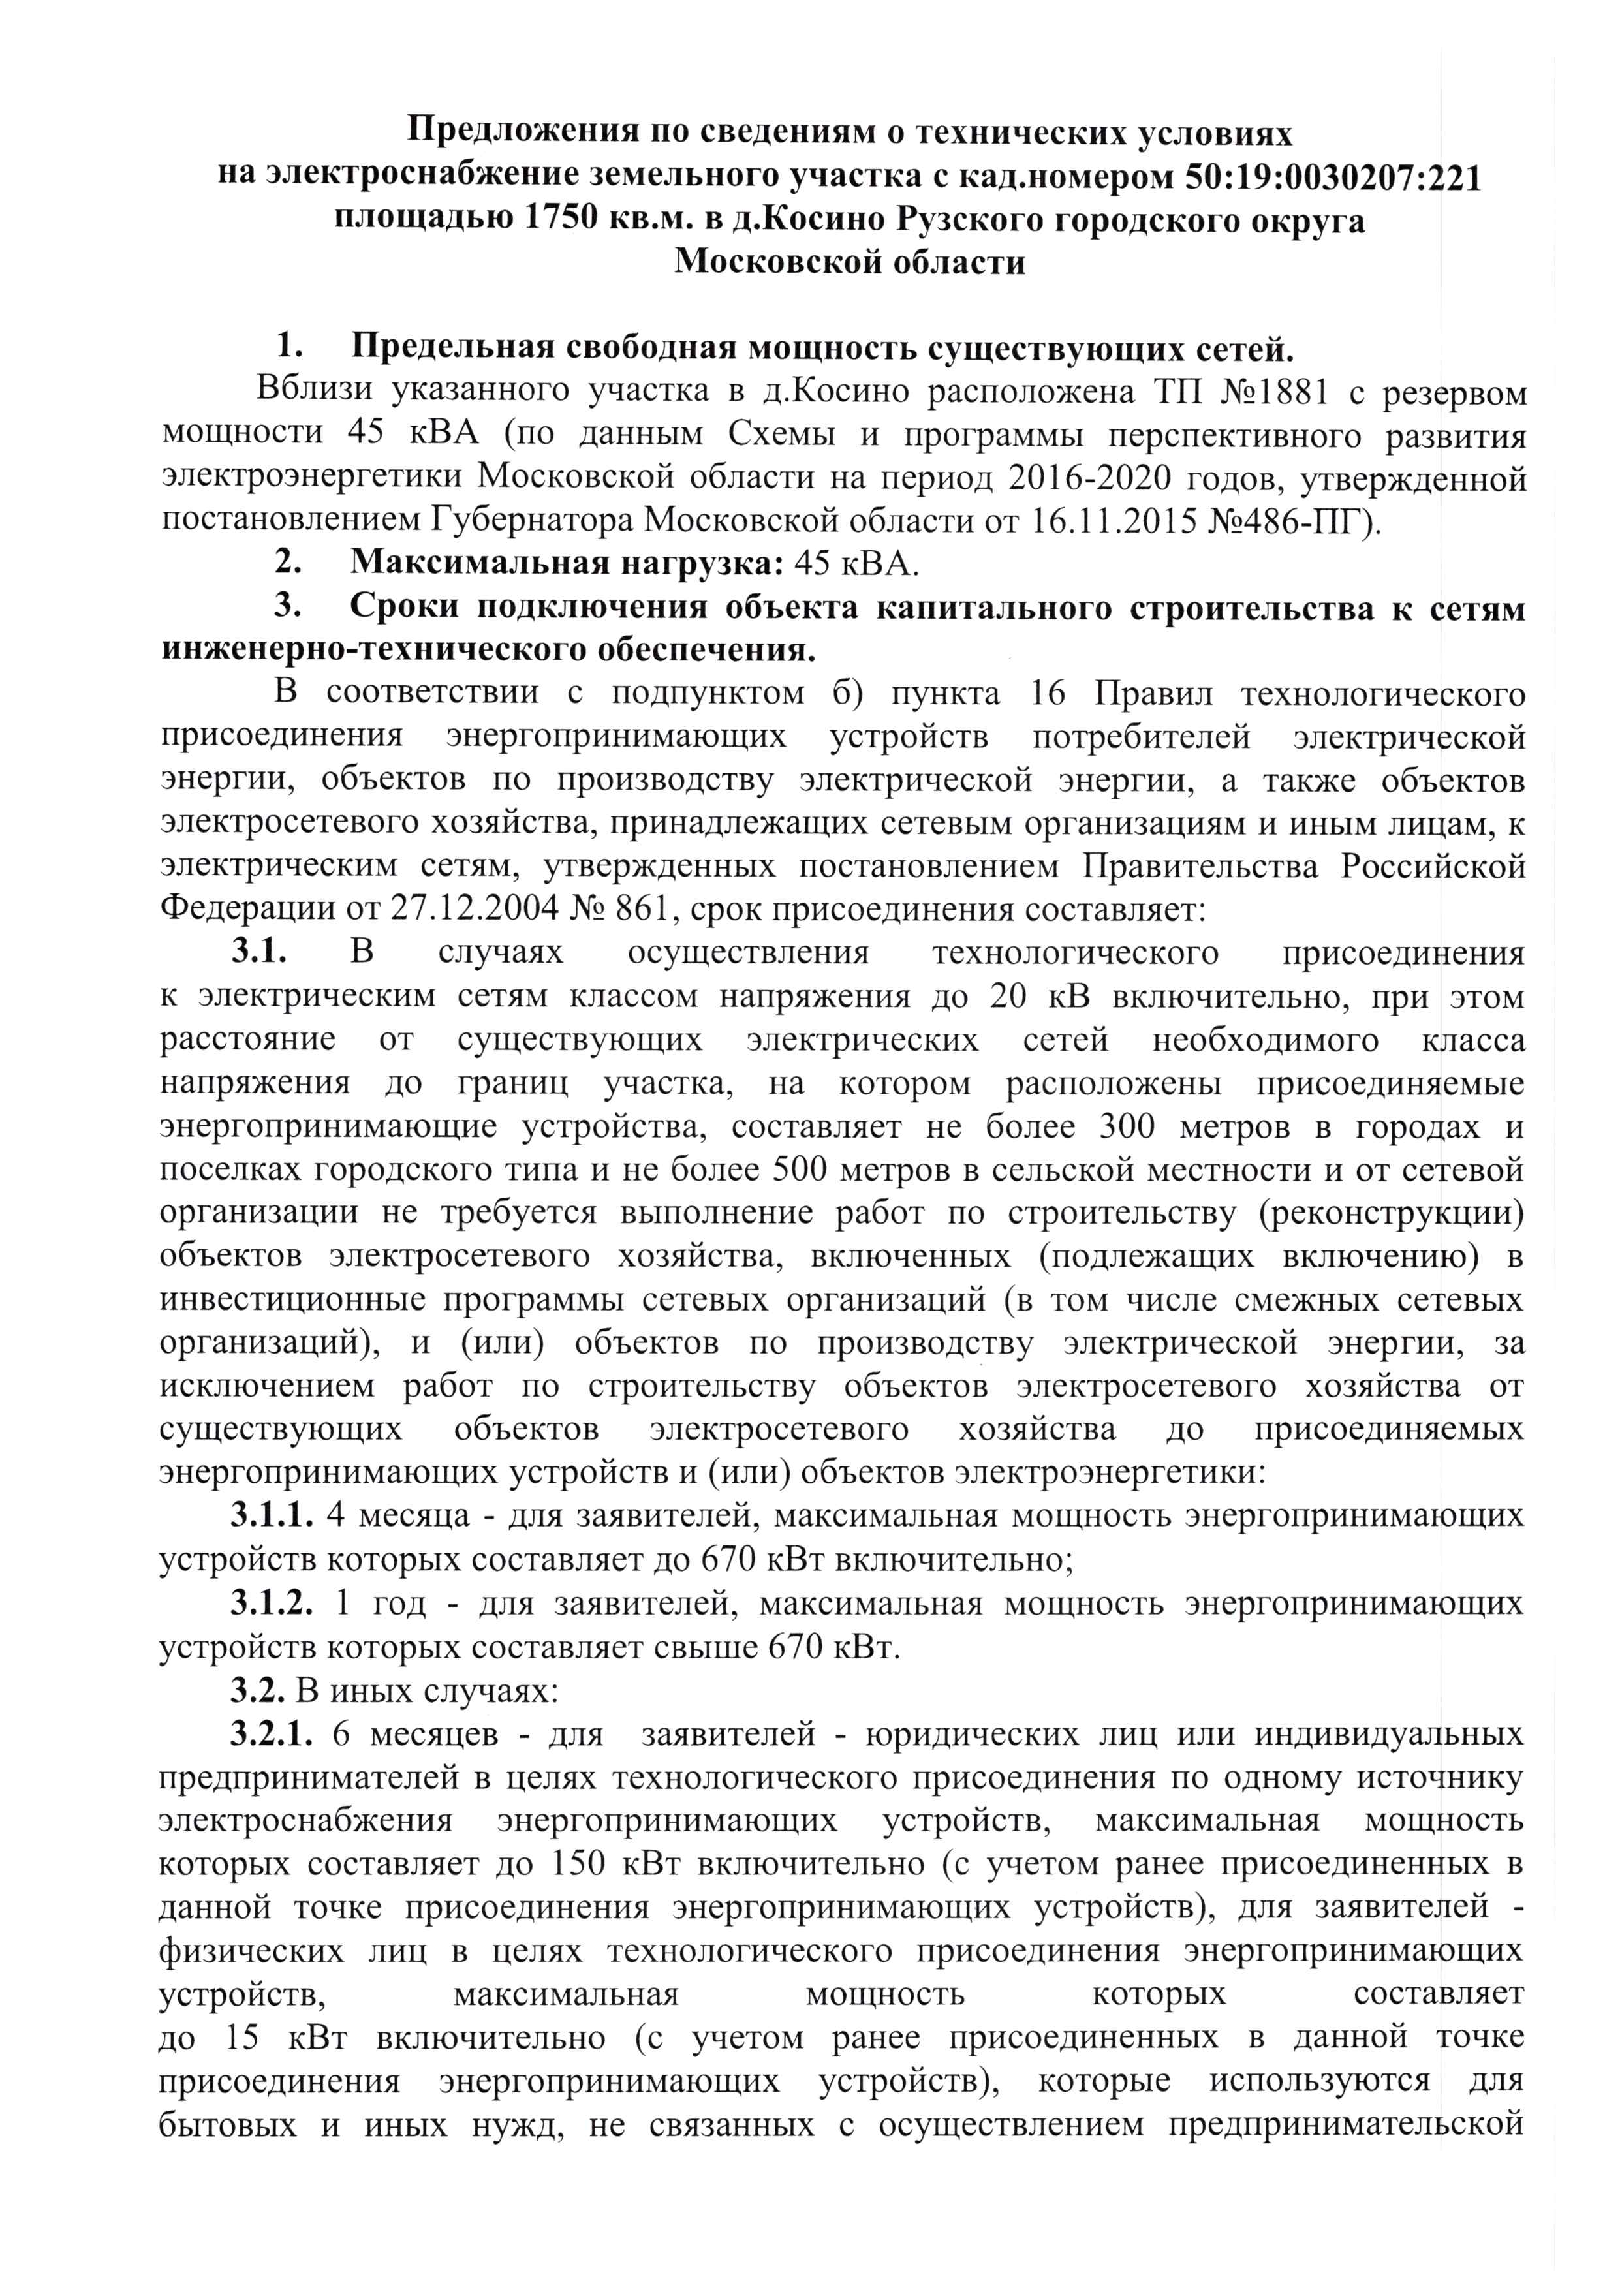 Предложения по сведениям о технических условиях
на электроснабжение земельного участка с кад.номером 50:19:0030207:221
площадью 1750 кв.м. в д.Косино Рузского городского округа
Московской области
1. Предельная свободная мощность существующих сетей.
Вблизи указанного участка в д.Косино расположена ТП №1881 с резервом
мощности 45 кВА (по данным Схемы и программы перспективного развития
электроэнергетики Московской области на период 2016-2020 годов, утвержденной
постановлением Губернатора Московской области от 16.11.2015 №486-ПГ).
2. Максимальная нагрузка: 45 кВА.
3. Сроки подключения объекта капитального строительства к сетям
инженерно-технического обеспечения.
В соответствии с подпунктом б) пункта 16 Правил технологического
присоединения энергопринимающих устройств потребителей электрической
энергии, объектов по производству электрической энергии, а также объектов
электросетевого хозяйства, принадлежащих сетевым организациям и иным лицам, к
электрическим сетям, утвержденных постановлением Правительства Российской
Федерации от 27.12.2004 № 861, срок присоединения составляет:
3.1. В случаях осуществления технологического присоединения
к электрическим сетям классом напряжения до 20 кВ включительно, при этом
расстояние от существующих электрических сетей необходимого класса
напряжения до границ участка, на котором расположены присоединяемые
энергопринимающие устройства, составляет не более 300 метров в городах и
поселках городского типа и не более 500 метров в сельской местности и от сетевой
организации не требуется выполнение работ по строительству (реконструкции)
объектов электросетевого хозяйства, включенных (подлежащих включению) в
инвестиционные программы сетевых организаций (в том числе смежных сетевых
организаций), и (или) объектов по производству электрической энергии, за
исключением работ по строительству объектов электросетевого хозяйства от
существующих объектов электросетевого хозяйства до присоединяемых
энергопринимающих устройств и (или) объектов электроэнергетики:
3.1.1. 4 месяца - для заявителей, максимальная мощность энергопринимающих
устройств которых составляет до 670 кВт включительно;
3.1.2. 1 год - для заявителей, максимальная мощность энергопринимающих
устройств которых составляет свыше 670 кВт.
3.2. В иных случаях:
3.2.1. 6 месяцев - для заявителей - юридических лиц или индивидуальных
предпринимателей в целях технологического присоединения по одному источнику
электроснабжения энергопринимающих устройств, максимальная мощность
которых составляет до 150 кВт включительно (с учетом ранее присоединенных в
данной точке присоединения энергопринимающих устройств), для заявителей -
физических лиц в целях технологического присоединения энергопринимающих
устройств, максимальная мощность которых составляет
до 15 кВт включительно (с учетом ранее присоединенных в данной точке
присоединения энергопринимающих устройств), которые используются для
бытовых и иных нужд, не связанных с осуществлением предпринимательской